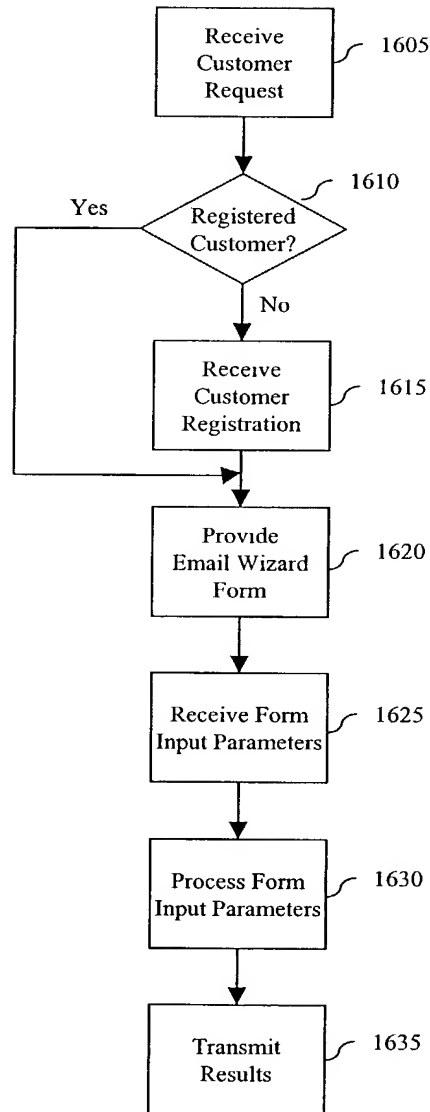 Receive
Customer
Request
1605
1610
Yes
Registered
Customer?
No
Receive
Customer
Registration
1615
Provide
Email Wizard
Form
1620
Receive Form
Input Parameters
1625
Process Form
Input Parameters
1630
Transmit
Results
1635